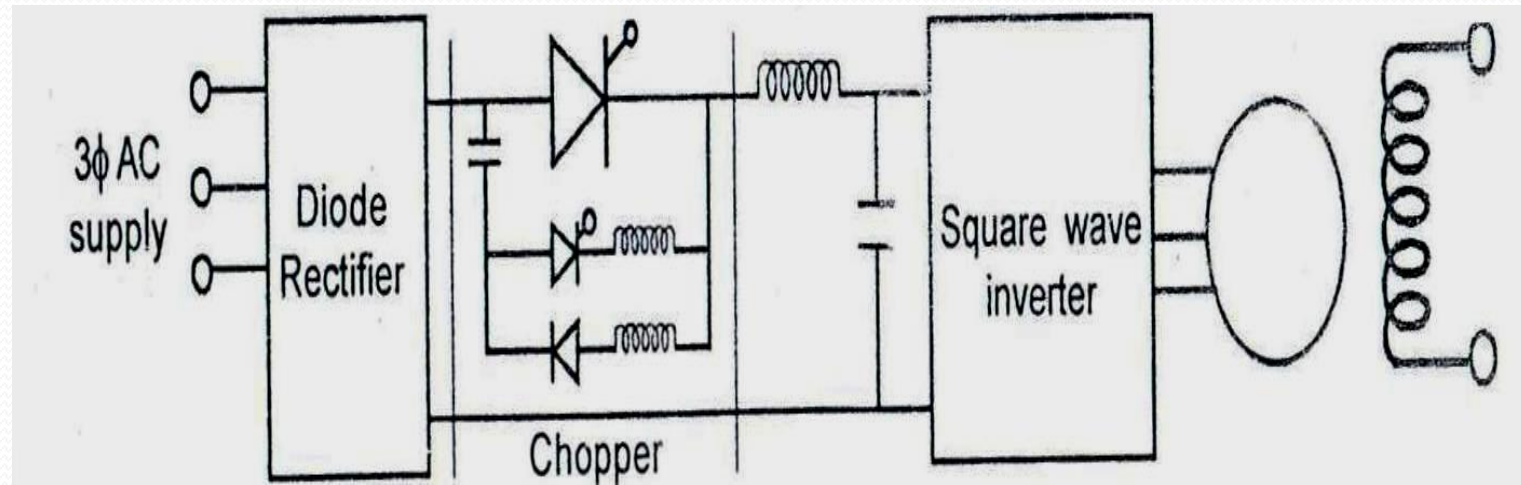 3ϕ AC
supply
Diode
Rectifier
Chopper
Square wave
inverter